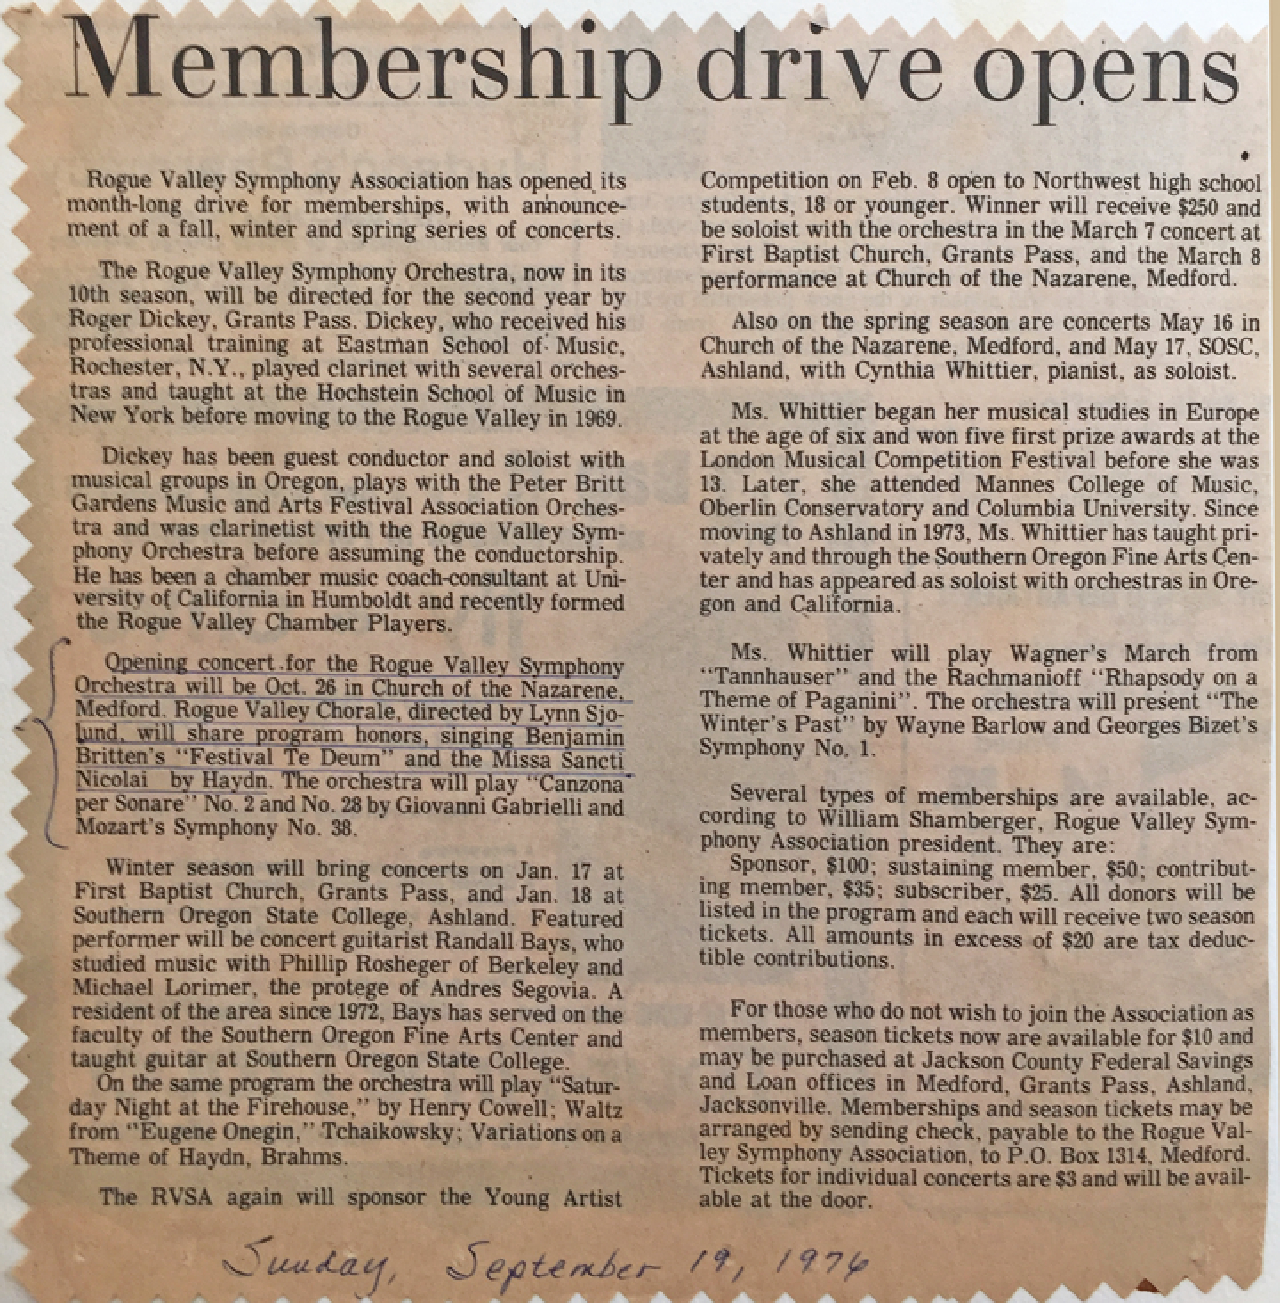 Membership drive opens
Rogue Valley Symphony Association has opened its
month-long drive for memberships, with announce-
ment of a fall, winter and spring series of concerts.
The Rogue Valley Symphony Orchestra, now in its
10th season, will be directed for the second year by
Roger Dickey, Grants Pass. Dickey, who received his
professional training at Eastman School of Music,
Rochester, N.Y., played clarinet with several orches-
tras and taught at the Hochstein School of Music in
New York before moving to the Rogue Valley in 1969.
Dickey has been guest conductor and soloist with
musical groups in Oregon, plays with the Peter Britt
Gardens Music and Arts Festival Association Orches-
tra and was clarinetist with the Rogue Valley Sym-
phony Orchestra before assuming the conductorship.
He has been a chamber music coach-consultant at Uni-
versity of California in Humboldt and recently formed
the Rogue Valley Chamber Players.
Opening concert for the Rogue Valley Symphony
Orchestra will be Oct. 26 in Church of the Nazarene,
Medford. Rogue Valley Chorale, directed by Lynn Sjo-
lund, will share program honors, singing Benjamin
Britten's "Festival Te Deum" and the Missa Sancti
Nicolai by Haydn. The orchestra will play "Canzona
per Sonare" No. 2 and No. 28 by Giovanni Gabrielli and
Mozart's Symphony No. 38.
Winter season will bring concerts on Jan. 17 at
First Baptist Church, Grants Pass, and Jan. 18 at
Southern Oregon State College, Ashland. Featured
performer will be concert guitarist Randall Bays, who
studied music with Phillip Rosheger of Berkeley and
Michael Lorimer, the protege of Andres Segovia. A
resident of the area since 1972, Bays has served on the
faculty of the Southern Oregon Fine Arts Center and
taught guitar at Southern Oregon State College.
On the same program the orchestra will play "Satur-
day Night at the Firehouse," by Henry Cowell; Waltz
from "Eugene Onegin," Tchaikowsky; Variations on a
Theme of Haydn, Brahms.
The RVSA again will sponsor the Young Artist
Competition on Feb. 8 open to Northwest high school
students, 18 or younger. Winner will receive $250 and
be soloist with the orchestra in the March 7 concert at
First Baptist Church, Grants Pass, and the March 8
performance at Church of the Nazarene, Medford.
Also on the spring season are concerts May 16 in
Church of the Nazarene, Medford, and May 17, SOSC,
Ashland, with Cynthia Whittier, pianist, as soloist.
Ms. Whittier began her musical studies in Europe
at the age of six and won five first prize awards at the
London Musical Competition Festival before she was
13. Later, she attended Mannes College of Music,
Oberlin Conservatory and Columbia University. Since
moving to Ashland in 1973, Ms. Whittier has taught pri-
vately and through the Southern Oregon Fine Arts Cen-
ter and has appeared as soloist with orchestras in Ore-
gon and California.
Ms. Whittier will play Wagner's March from
"Tannhauser" and the Rachmanioff "Rhapsody on a
Theme of Paganini". The orchestra will present "The
Winter's Past" by Wayne Barlow and Georges Bizet's
Symphony No. 1.
Several types of memberships are available, ac-
cording to William Shamberger, Rogue Valley Sym-
phony Association president. They are:
Sponsor, $100; sustaining member, $50; contribut-
ing member, $35; subscriber, $25. All donors will be
listed in the program and each will receive two season
tickets. All amounts in excess of $20 are tax deduc-
tible contributions.
For those who do not wish to join the Association as
members, season tickets now are available for $10 and
may be purchased at Jackson County Federal Savings
and Loan offices in Medford, Grants Pass, Ashland,
Jacksonville. Memberships and season tickets may be
arranged by sending check, payable to the Rogue Val-
ley Symphony Association, to P.O. Box 1314, Medford.
Tickets for individual concerts are $3 and will be avail-
able at the door.
Sunday, September 19, 1976